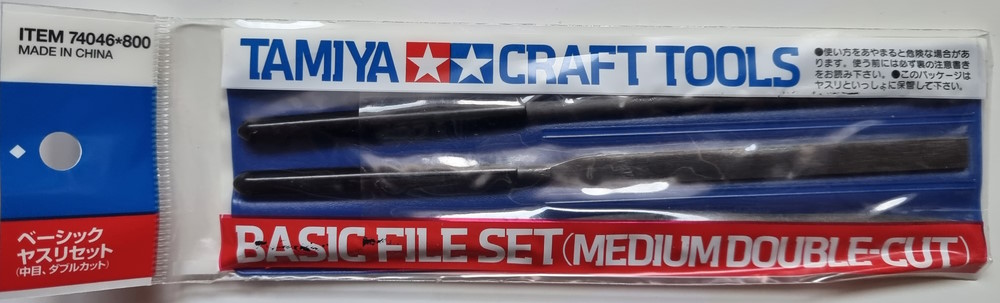 ITEM 74046*800
MADE IN CHINA
TAMIYA CRAFT TOOLS
●使い方をあやまると危険な場合があ
ります。使う前には必ず裏の注意書き
をお読み下さい。●このパッケージは
ヤスリといっしょに保管して下さい。
ベーシック
ヤスリセット
(中目、ダブルカット)
BASIC FILE SET (MEDIUM DOUBLE-CUT)